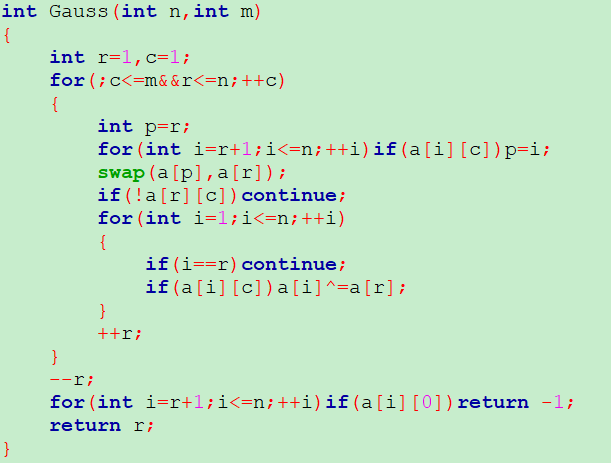 int Gauss(int n,int m)
{
    int r=1,c=1;
    for(;c<=m&&r<=n;++c)
    {
        int p=r;
        for(int i=r+1;i<=n;++i)if(a[i][c])p=i;
        swap(a[p],a[r]);
        if(!a[r][c])continue;
        for(int i=1;i<=n;++i)
        {
            if(i==r)continue;
            if(a[i][c])a[i]^=a[r];
        }
        ++r;
    }
    --r;
    for(int i=r+1;i<=n;++i)if(a[i][0])return -1;
    return r;
}